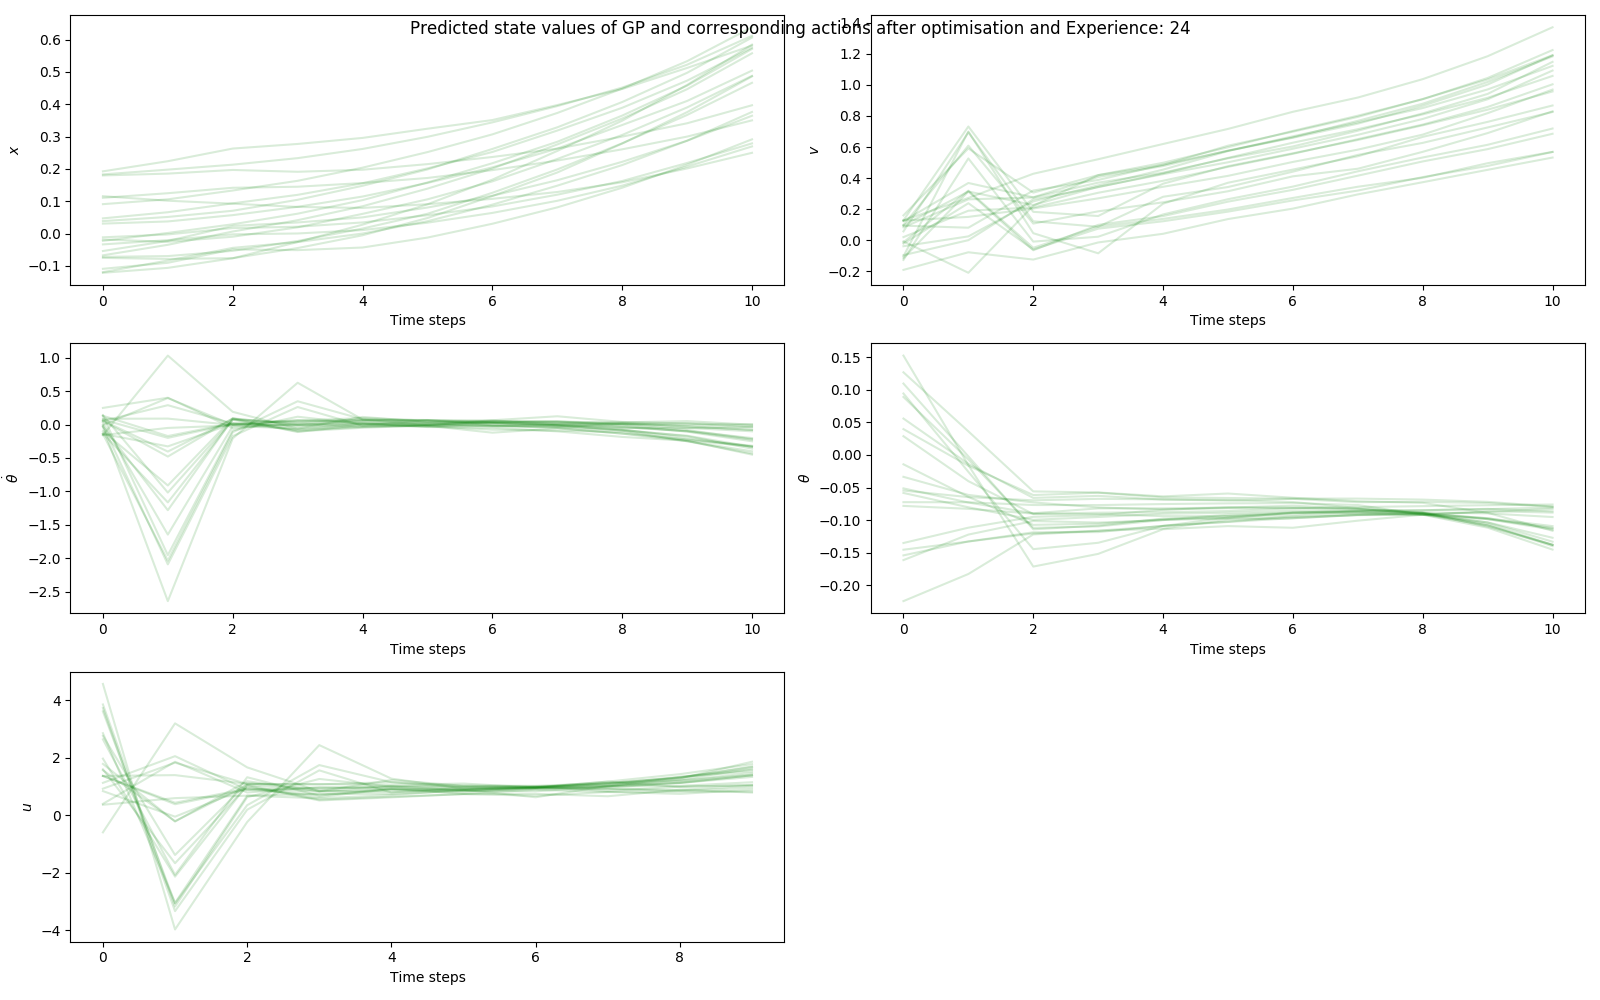 Predicted state values of GP and corresponding actions after optimisation and Experience: 24
0.6
0.5
0.4
0.3
0.2
0.1
0.0
−0.1
x
0 2 4 6 8 10
Time steps
1.4
1.2
1.0
0.8
0.6
0.4
0.2
0.0
−0.2
v
0 2 4 6 8 10
Time steps
1.0
0.5
0.0
−0.5
−1.0
−1.5
−2.0
−2.5
θ̇
0 2 4 6 8 10
Time steps
0.15
0.10
0.05
0.00
−0.05
−0.10
−0.15
−0.20
θ
0 2 4 6 8 10
Time steps
4
2
0
−2
−4
u
0 2 4 6 8
Time steps